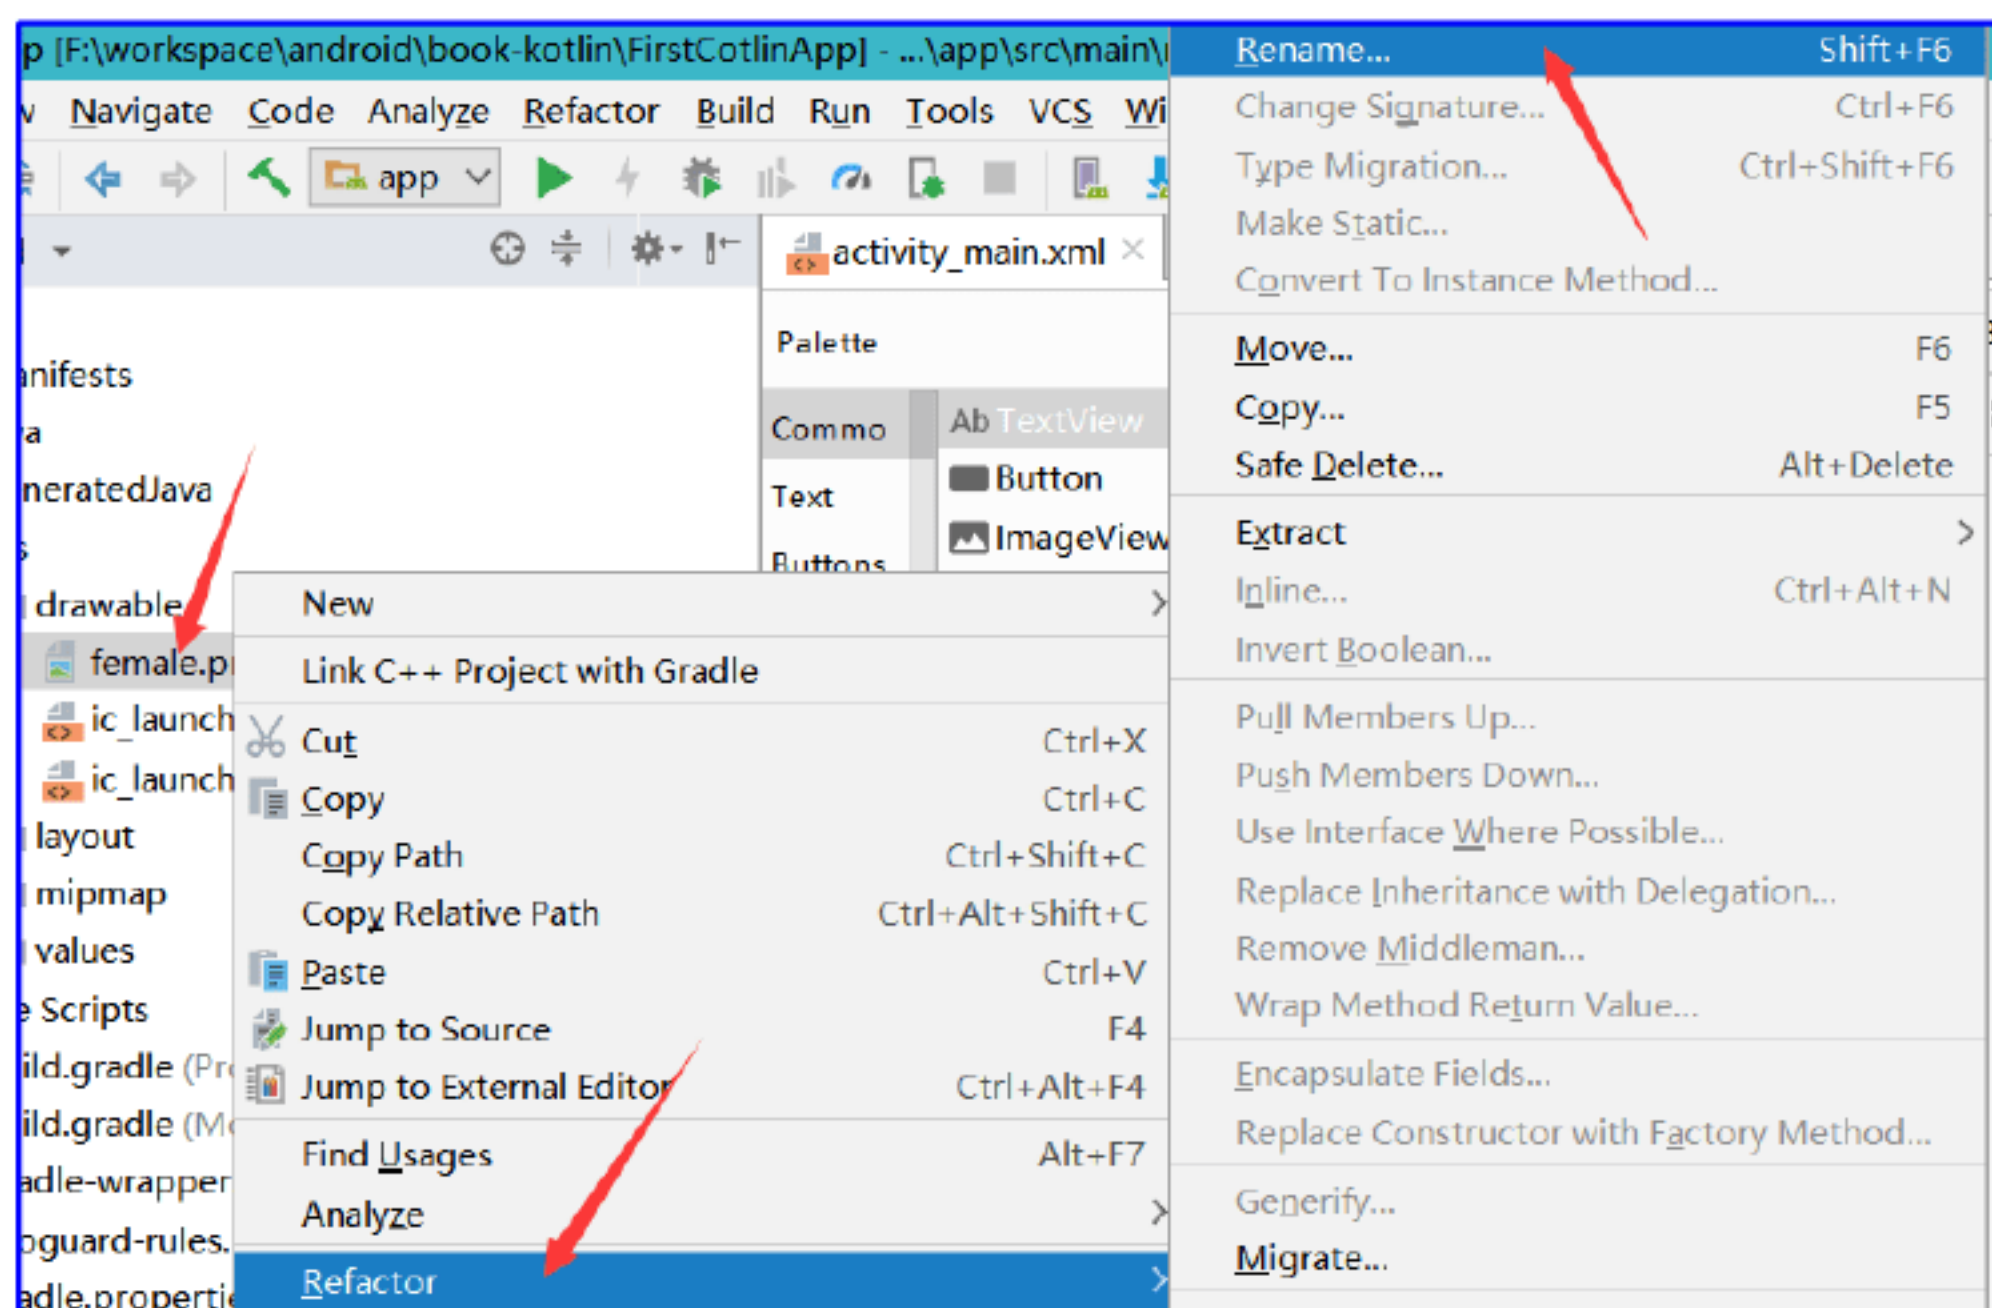 p [F:\workspace\android\book-kotlin\FirstCotlinApp] - ...\app\src\main\
Navigate Code Analyze Refactor Build Run Tools VCS Wi
app
activity_main.xml
Palette
anifests
Commo
Ab TextView
Button
Text
ImageView
Buttons
neratedJava
drawable
female.p
ic_launch
ic_launch
layout
mipmap
values
e Scripts
ild.gradle (Pr
ild.gradle (M
adle-wrapper
oguard-rules.
adle.properti
New
Link C++ Project with Gradle
Cut Ctrl+X
Copy Ctrl+C
Copy Path Ctrl+Shift+C
Copy Relative Path Ctrl+Alt+Shift+C
Paste Ctrl+V
Jump to Source F4
Jump to External Editor Ctrl+Alt+F4
Find Usages Alt+F7
Analyze
Refactor
Rename... Shift+F6
Change Signature... Ctrl+F6
Type Migration... Ctrl+Shift+F6
Make Static...
Convert To Instance Method...
Move... F6
Copy... F5
Safe Delete... Alt+Delete
Extract
Inline... Ctrl+Alt+N
Invert Boolean...
Pull Members Up...
Push Members Down...
Use Interface Where Possible...
Replace Inheritance with Delegation...
Remove Middleman...
Wrap Method Return Value...
Encapsulate Fields...
Replace Constructor with Factory Method...
Generify...
Migrate...